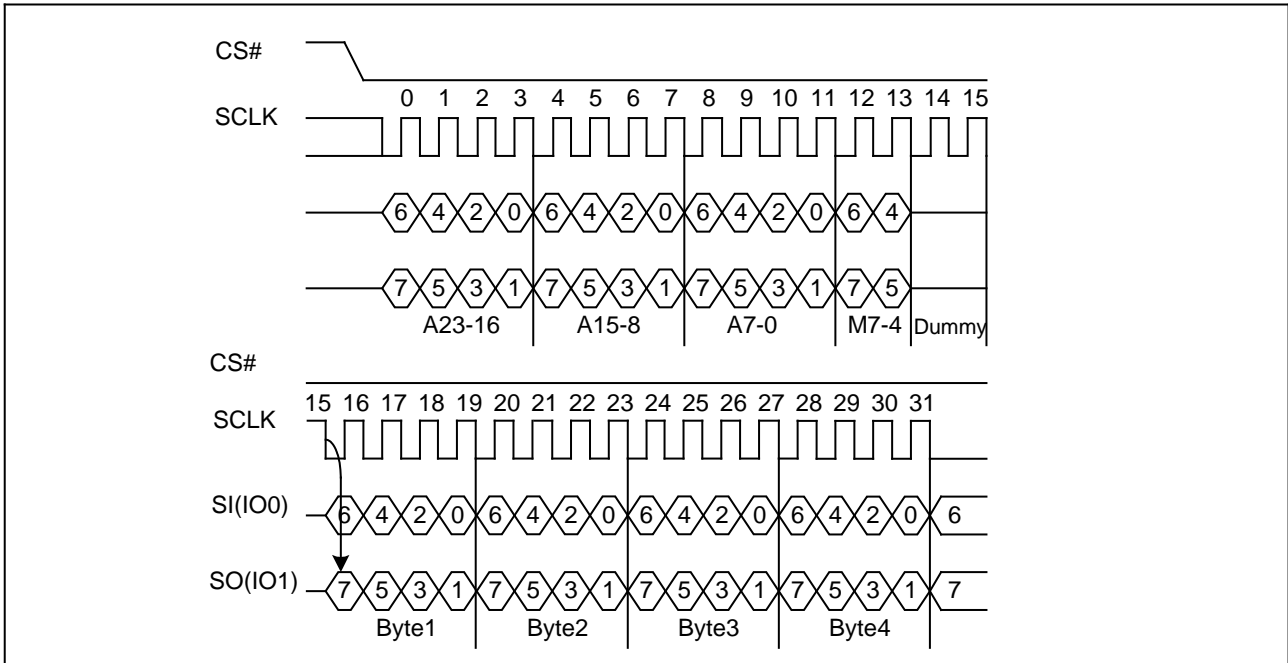 CS#
0 1 2 3 4 5 6 7 8 9 10 11 12 13 14 15
SCLK
6 4 2 0 6 4 2 0 6 4 2 0 6 4
7 5 3 1 7 5 3 1 7 5 3 1 7 5
A23-16 A15-8 A7-0 M7-4 Dummy
CS#
15 16 17 18 19 20 21 22 23 24 25 26 27 28 29 30 31
SCLK
SI(IO0) 6 4 2 0 6 4 2 0 6 4 2 0 6 4 2 0 6
SO(IO1) 7 5 3 1 7 5 3 1 7 5 3 1 7 5 3 1 7
Byte1 Byte2 Byte3 Byte4